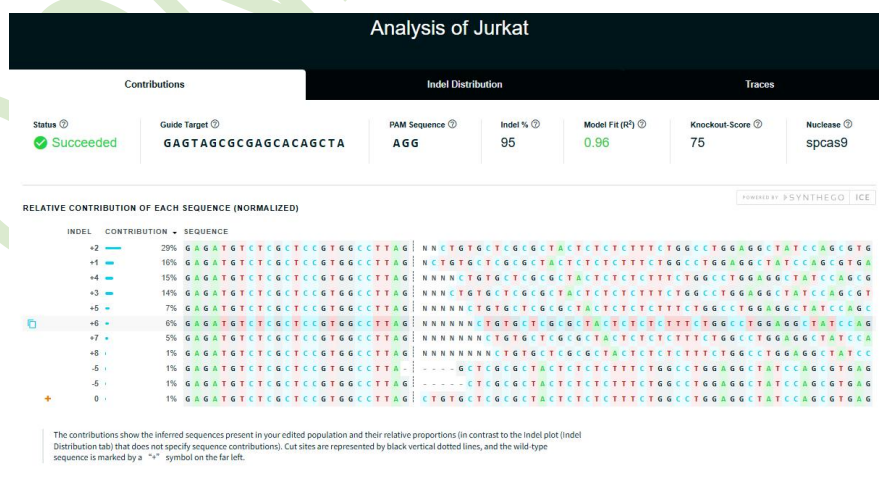 Analysis of Jurkat
Contributions Indel Distribution Traces
Status Guide Target PAM Sequence Indel % Model Fit (R²) Knockout-Score Nuclease
Succeeded GAGTAGCGCGAGCACAGCTA AGG 95 0.96 75 spcas9
POWERED BY SYNTHEGO ICE
RELATIVE CONTRIBUTION OF EACH SEQUENCE (NORMALIZED)
INDEL CONTRIBUTION SEQUENCE
+2 29% G A G A T G T C T C G C T C C G T G G C C T T A G N N C T G T G C T C G C G C T A C T C T C T C T T T C T G G C C T G G A G G C T A T C C A G C G T G
+1 16% G A G A T G T C T C G C T C C G T G G C C T T A G N C T G T G C T C G C G C T A C T C T C T C T T T C T G G C C T G G A G G C T A T C C A G C G T G A
+4 15% G A G A T G T C T C G C T C C G T G G C C T T A G N N N N C T G T G C T C G C G C T A C T C T C T C T T T C T G G C C T G G A G G C T A T C C A G C G
+3 14% G A G A T G T C T C G C T C C G T G G C C T T A G N N N C T G T G C T C G C G C T A C T C T C T C T T T C T G G C C T G G A G G C T A T C C A G C G T
+5 7% G A G A T G T C T C G C T C C G T G G C C T T A G N N N N N C T G T G C T C G C G C T A C T C T C T C T T T C T G G C C T G G A G G C T A T C C A G C
+6 6% G A G A T G T C T C G C T C C G T G G C C T T A G N N N N N N C T G T G C T C G C G C T A C T C T C T C T T T C T G G C C T G G A G G C T A T C C A G
+7 5% G A G A T G T C T C G C T C C G T G G C C T T A G N N N N N N N C T G T G C T C G C G C T A C T C T C T C T T T C T G G C C T G G A G G C T A T C C A
+8 1% G A G A T G T C T C G C T C C G T G G C C T T A G N N N N N N N N C T G T G C T C G C G C T A C T C T C T C T T T C T G G C C T G G A G G C T A T C C
-5 1% G A G A T G T C T C G C T C C G T G G C C T T A - - - - - G C T C G C G C T A C T C T C T C T T T C T G G C C T G G A G G C T A T C C A G C G T G A G
-5 1% G A G A T G T C T C G C T C C G T G G C C T T A G - - - - - C T C G C G C T A C T C T C T C T T T C T G G C C T G G A G G C T A T C C A G C G T G A G
+ 0 1% G A G A T G T C T C G C T C C G T G G C C T T A G C T G T G C T C G C G C T A C T C T C T C T T T C T G G C C T G G A G G C T A T C C A G C G T G A G
The contributions show the inferred sequences present in your edited population and their relative proportions (in contrast to the Indel plot (Indel
Distribution tab) that does not specify sequence contributions). Cut sites are represented by black vertical dotted lines, and the wild-type
sequence is marked by a "+" symbol on the far left.